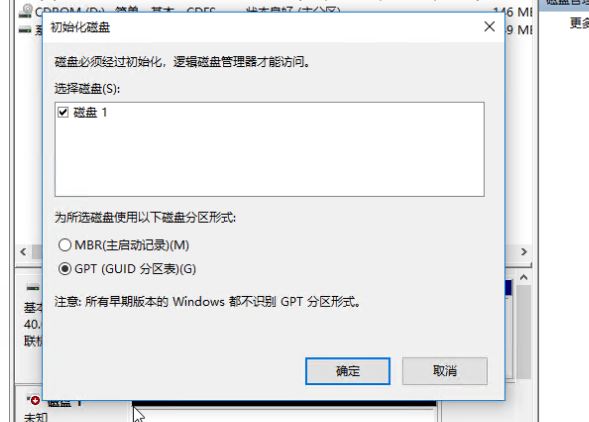 CDROM (D:) 简单 基本 CDFS 状态良好 (主分区) 146 MI
磁盘管理
初始化磁盘
更多
9 MI
磁盘必须经过初始化，逻辑磁盘管理器才能访问。
选择磁盘(S):
磁盘 1
为所选磁盘使用以下磁盘分区形式:
MBR(主启动记录)(M)
GPT (GUID 分区表)(G)
注意: 所有早期版本的 Windows 都不识别 GPT 分区形式。
基本
40.
联机
确定
取消
磁盘 1
未知